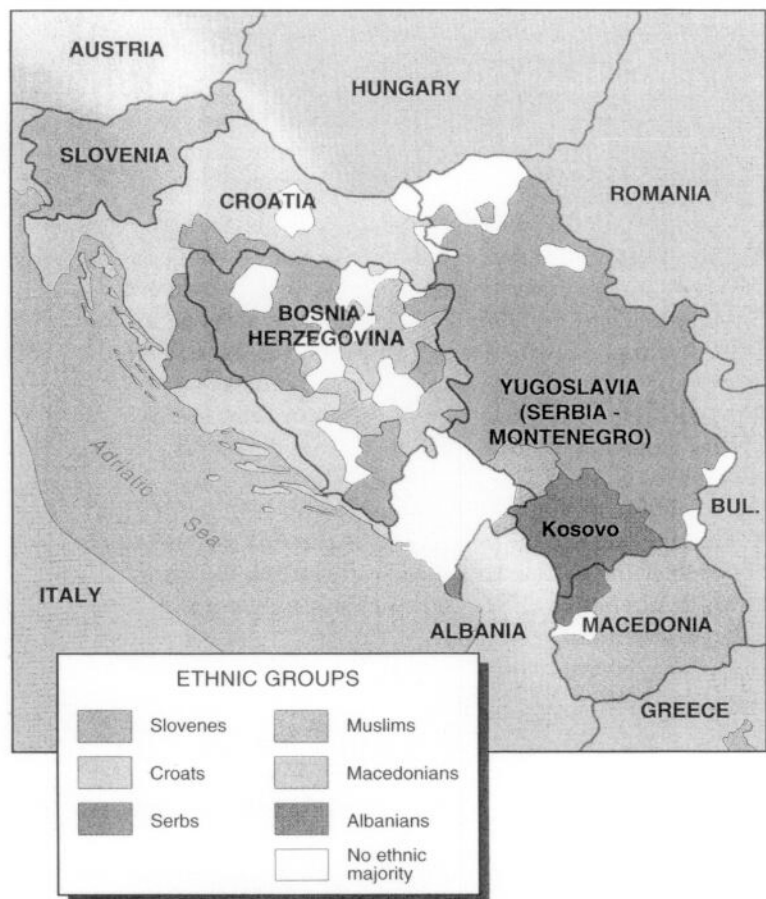 AUSTRIA
HUNGARY
SLOVENIA
CROATIA
ROMANIA
BOSNIA -
HERZEGOVINA
YUGOSLAVIA
(SERBIA -
MONTENEGRO)
Adriatic Sea
Kosovo
BUL.
ITALY
ALBANIA
MACEDONIA
GREECE
ETHNIC GROUPS
Slovenes
Muslims
Croats
Macedonians
Serbs
Albanians
No ethnic
majority